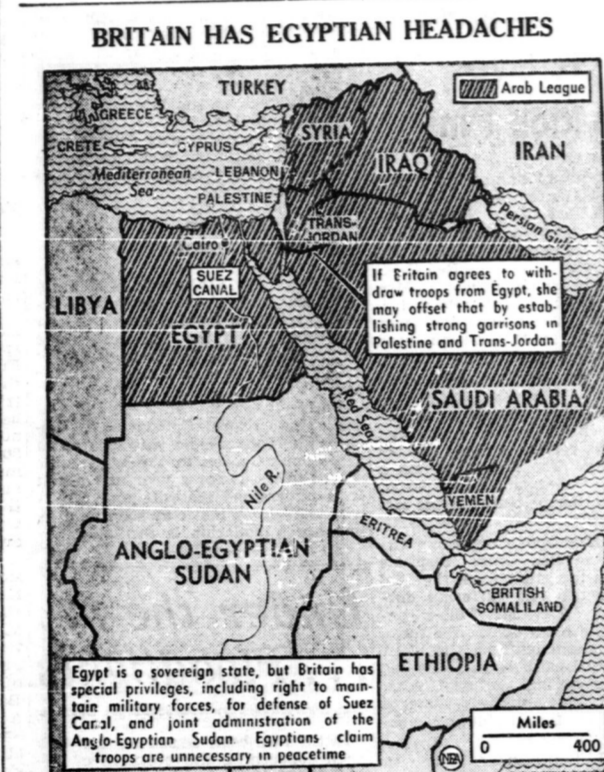 BRITAIN HAS EGYPTIAN HEADACHES
TURKEY
Arab League
GREECE
SYRIA
CRETE
CYPRUS
IRAQ
IRAN
Mediterranean
Sea
LEBANON
PALESTINE
Persian Gulf
TRANS-
JORDAN
Cairo
SUEZ
CANAL
If Britain agrees to with-
draw troops from Egypt, she
may offset that by estab-
lishing strong garrisons in
Palestine and Trans-Jordan
LIBYA
EGYPT
Red Sea
SAUDI ARABIA
Nile R.
YEMEN
ERITREA
ANGLO-EGYPTIAN
SUDAN
BRITISH
SOMALILAND
ETHIOPIA
Egypt is a sovereign state, but Britain has
special privileges, including right to main-
tain military forces, for defense of Suez
Canal, and joint administration of the
Anglo-Egyptian Sudan. Egyptians claim
troops are unnecessary in peacetime
Miles
0 400
NEA